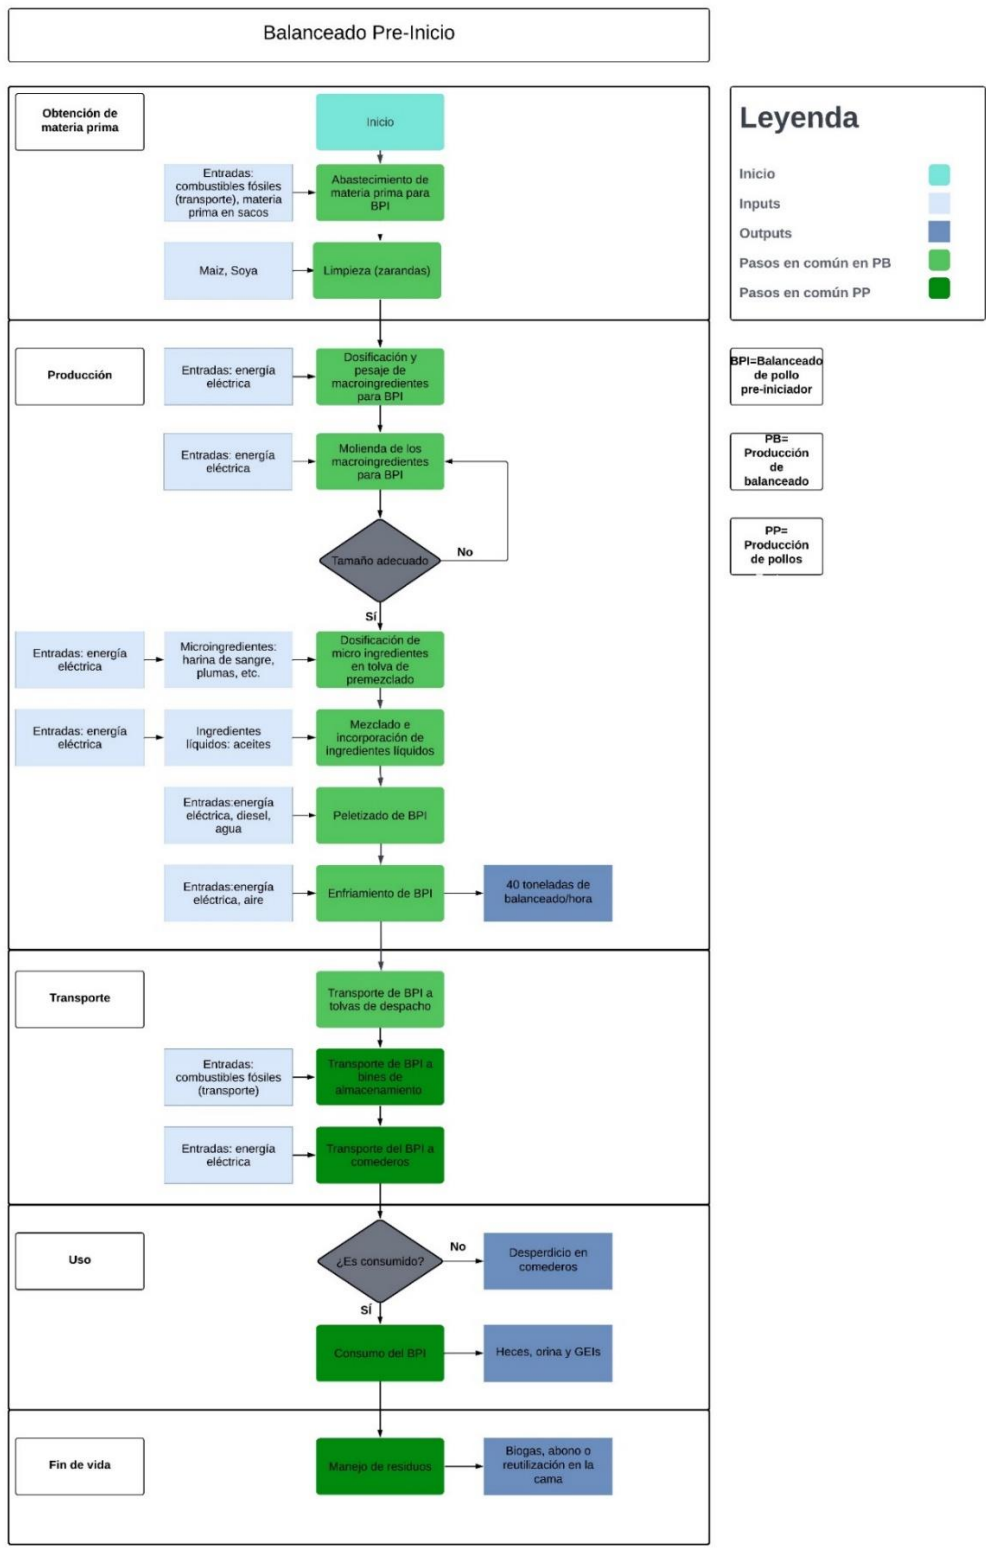 Balanceado Pre-Inicio
Obtención de
materia prima
Inicio
Entradas:
combustibles fósiles
(transporte), materia
prima en sacos
Abastecimiento de
materia prima para
BPI
Maiz, Soya
Limpieza (zarandas)
Leyenda
Inicio
Inputs
Outputs
Pasos en común en PB
Pasos en común PP
BPI=Balanceado
de pollo
pre-iniciador
PB=
Producción
de
balanceado
PP=
Producción
de pollos
Producción
Entradas: energía
eléctrica
Dosificación y
pesaje de
macroingredientes
para BPI
Entradas: energía
eléctrica
Molienda de los
macroingredientes
para BPI
Tamaño adecuado
No
Sí
Entradas: energía
eléctrica
Microingredientes:
harina de sangre,
plumas, etc.
Dosificación de
micro ingredientes
en tolva de
premezclado
Entradas: energía
eléctrica
Ingredientes
líquidos: aceites
Mezclado e
incorporación de
ingredientes líquidos
Entradas:energía
eléctrica, diesel,
agua
Peletizado de BPI
Entradas:energía
eléctrica, aire
Enfriamiento de BPI
40 toneladas de
balanceado/hora
Transporte
Transporte de BPI a
tolvas de despacho
Entradas:
combustibles fósiles
(transporte)
Transporte de BPI a
bines de
almacenamiento
Entradas: energía
eléctrica
Transporte del BPI a
comederos
Uso
¿Es consumido?
No
Desperdicio en
comederos
SÍ
Consumo del BPI
Heces, orina y GEIs
Fin de vida
Manejo de residuos
Biogas, abono o
reutilización en la
cama